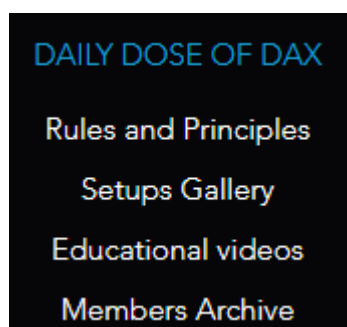 DAILY DOSE OF DAX
Rules and Principles
Setups Gallery
Educational videos
Members Archive